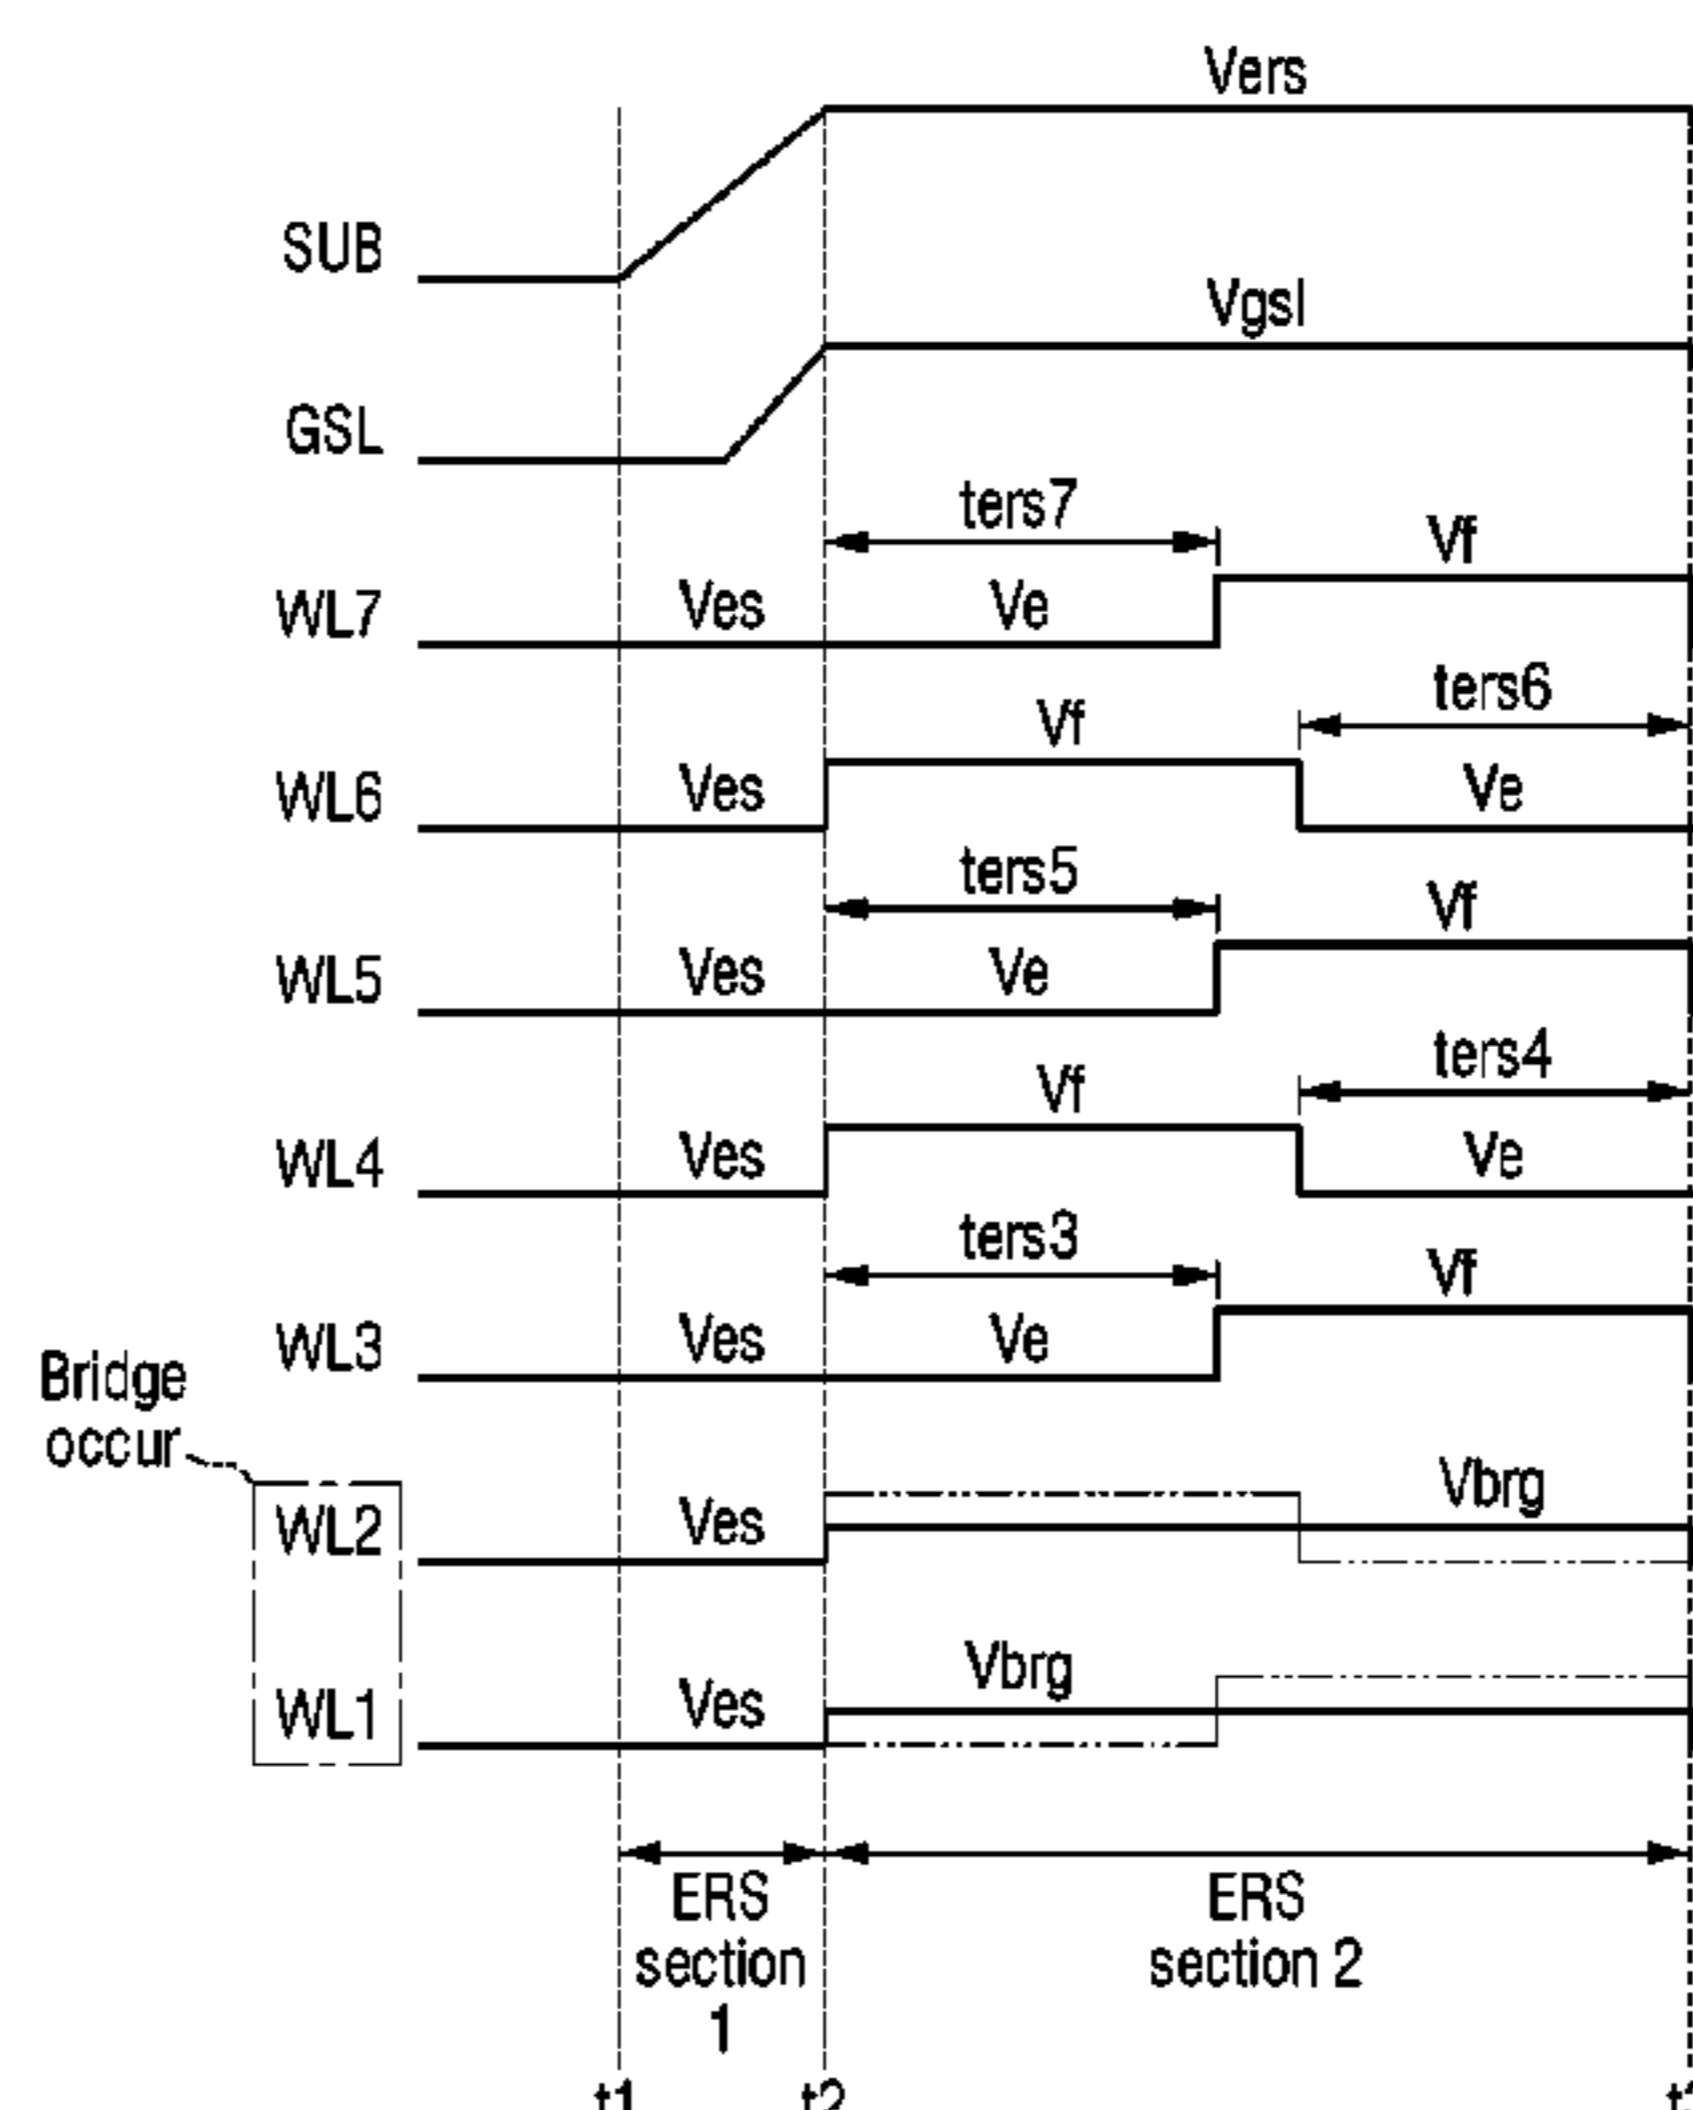 Vers
SUB
Vgsl
GSL
ters7
Vf
WL7 Ves Ve
ters6
Vf
WL6 Ves Ve
ters5
Vf
WL5 Ves Ve
ters4
Vf
WL4 Ves Ve
ters3
Vf
WL3 Ves Ve
Bridge
occur
Vbrg
WL2 Ves
Vbrg
WL1 Ves
ERS
section
1
ERS
section 2
t1 t2